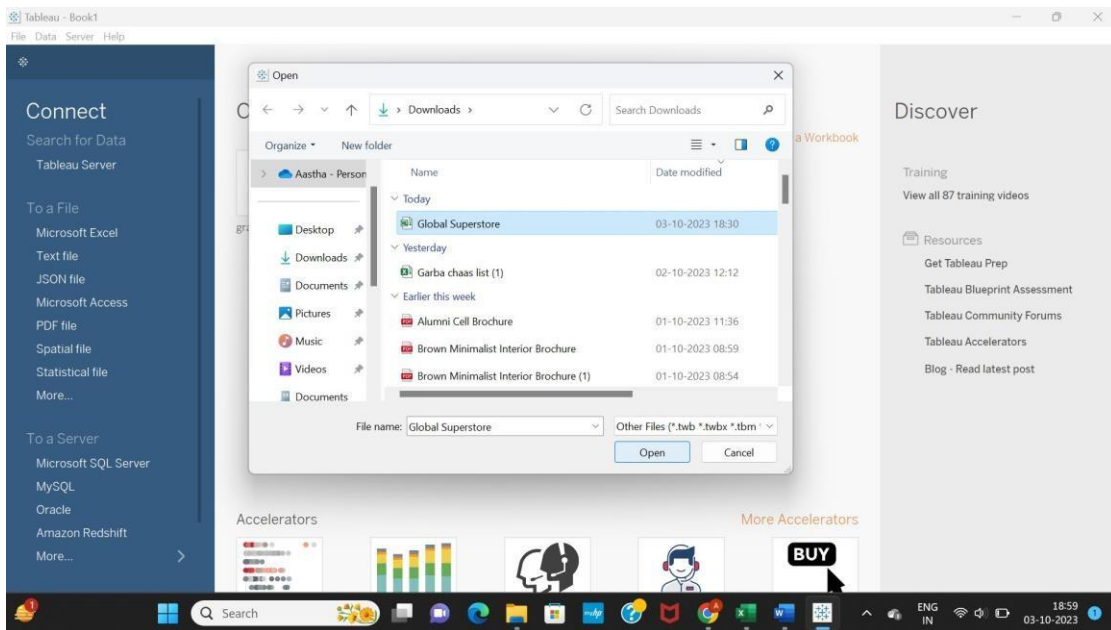 Tableau - Book1
File Data Server Help
Connect
Search for Data
Tableau Server
To a File
Microsoft Excel
Text file
JSON file
Microsoft Access
PDF file
Spatial file
Statistical file
More...
To a Server
Microsoft SQL Server
MySQL
Oracle
Amazon Redshift
More...
Open
Downloads
Search Downloads
Organize
New folder
Aastha - Person
Desktop
Downloads
Documents
Pictures
Music
Videos
Documents
Name Date modified
Today
Global Superstore 03-10-2023 18:30
Yesterday
Garba chaas list (1) 02-10-2023 12:12
Earlier this week
Alumni Cell Brochure 01-10-2023 11:36
Brown Minimalist Interior Brochure 01-10-2023 08:59
Brown Minimalist Interior Brochure (1) 01-10-2023 08:54
File name: Global Superstore
Other Files (*.twb *.twbx *.tbm
Open Cancel
a Workbook
Accelerators
More Accelerators
BUY
Discover
Training
View all 87 training videos
Resources
Get Tableau Prep
Tableau Blueprint Assessment
Tableau Community Forums
Tableau Accelerators
Blog - Read latest post
Search
ENG
IN
18:59
03-10-2023
1